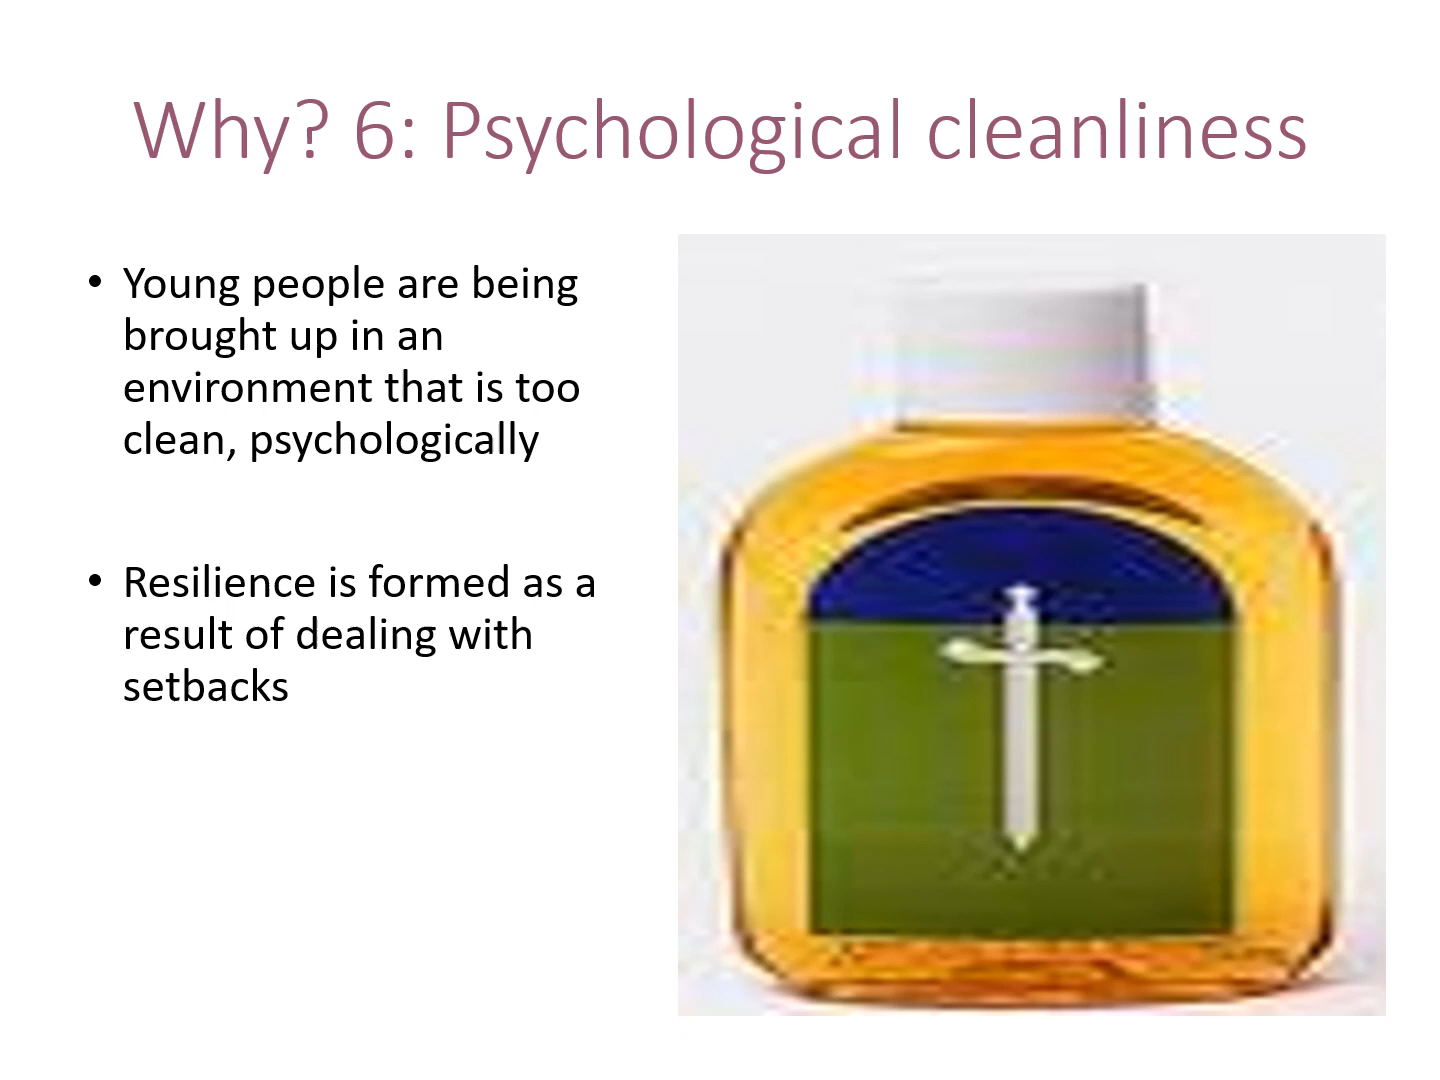 Why? 6: Psychological cleanliness
• Young people are being
brought up in an
environment that is too
clean, psychologically
• Resilience is formed as a
result of dealing with
setbacks